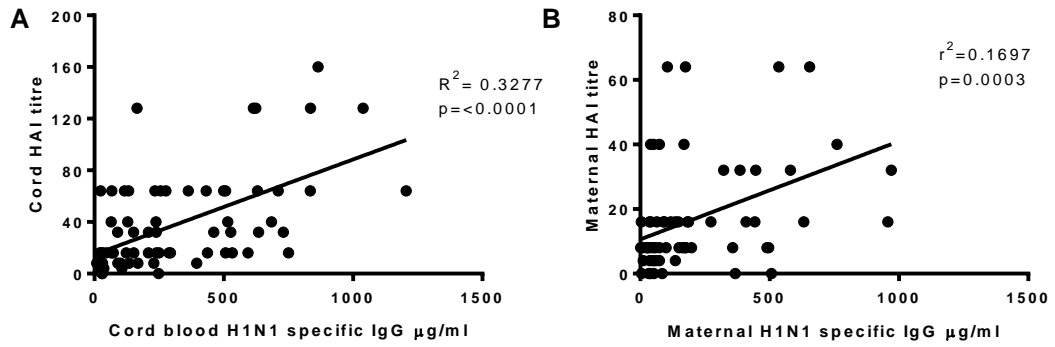 A
Cord HAI titre
200
160
120
80
40
0
0 500 1000 1500
Cord blood H1N1 specific IgG μg/ml
R²= 0.3277
p=<0.0001
B
Maternal HAI titre
80
60
40
20
0
0 500 1000 1500
Maternal H1N1 specific IgG μg/ml
r²=0.1697
p=0.0003